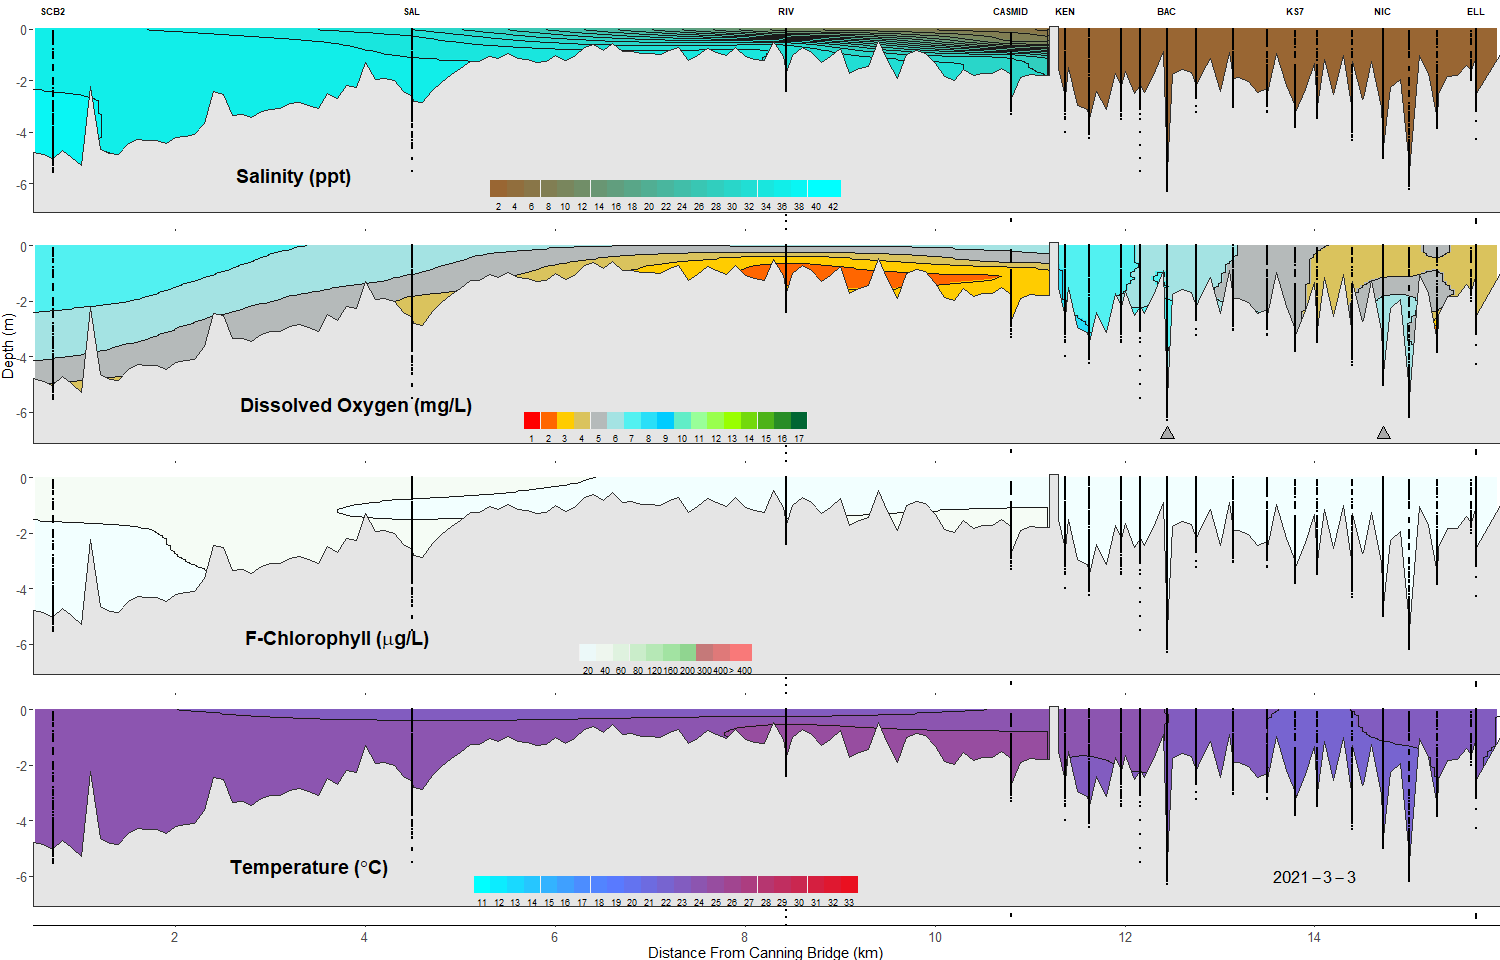 SCB2 SAL RIV CASMID KEN BAC KS7 NIC ELL
0
-2
-4
-6
Salinity (ppt)
2 4 6 8 10 12 14 16 18 20 22 24 26 28 30 32 34 36 38 40 42
0
-2
-4
-6
Depth (m)
Dissolved Oxygen (mg/L)
1 2 3 4 5 6 7 8 9 10 11 12 13 14 15 16 17
0
-2
-4
-6
F-Chlorophyll (μg/L)
20 40 60 80 120 160 200 300 400 > 400
0
-2
-4
-6
Temperature (°C)
2021-3-3
11 12 13 14 15 16 17 18 19 20 21 22 23 24 25 26 27 28 29 30 31 32 33
2 4 6 8 10 12 14
Distance From Canning Bridge (km)